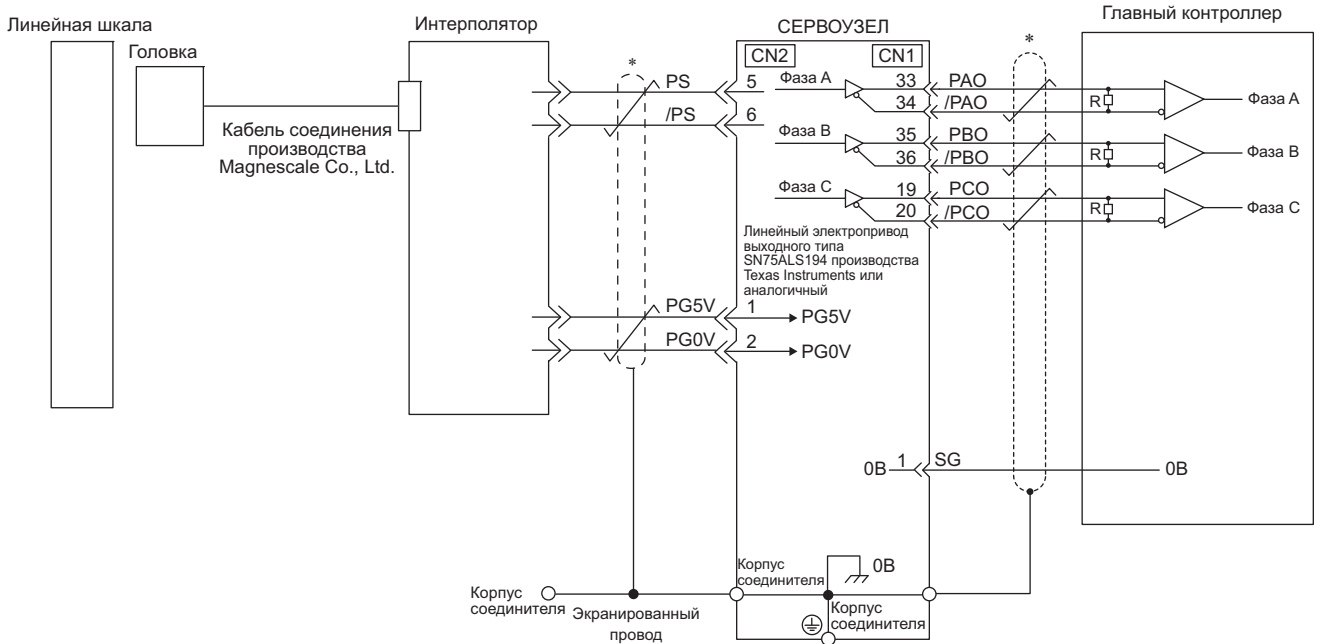 Линейная шкала
Головка
Кабель соединения
производства
Magnescale Co., Ltd.
Интерполятор
*
PS
/PS
PG5V
PG0V
СЕРВОУЗЕЛ
CN2
CN1
5
6
1
2
Фаза A
Фаза B
Фаза C
33
34
35
36
19
20
PAO
/PAO
PBO
/PBO
PCO
/PCO
Линейный электропривод
выходного типа
SN75ALS194 производства
Texas Instruments или
аналогичный
PG5V
PG0V
0В
1
SG
0В
*
Главный контроллер
R
R
R
Фаза A
Фаза B
Фаза C
Корпус
соединителя
Экранированный
провод
Корпус
соединителя
0В
Корпус
соединителя